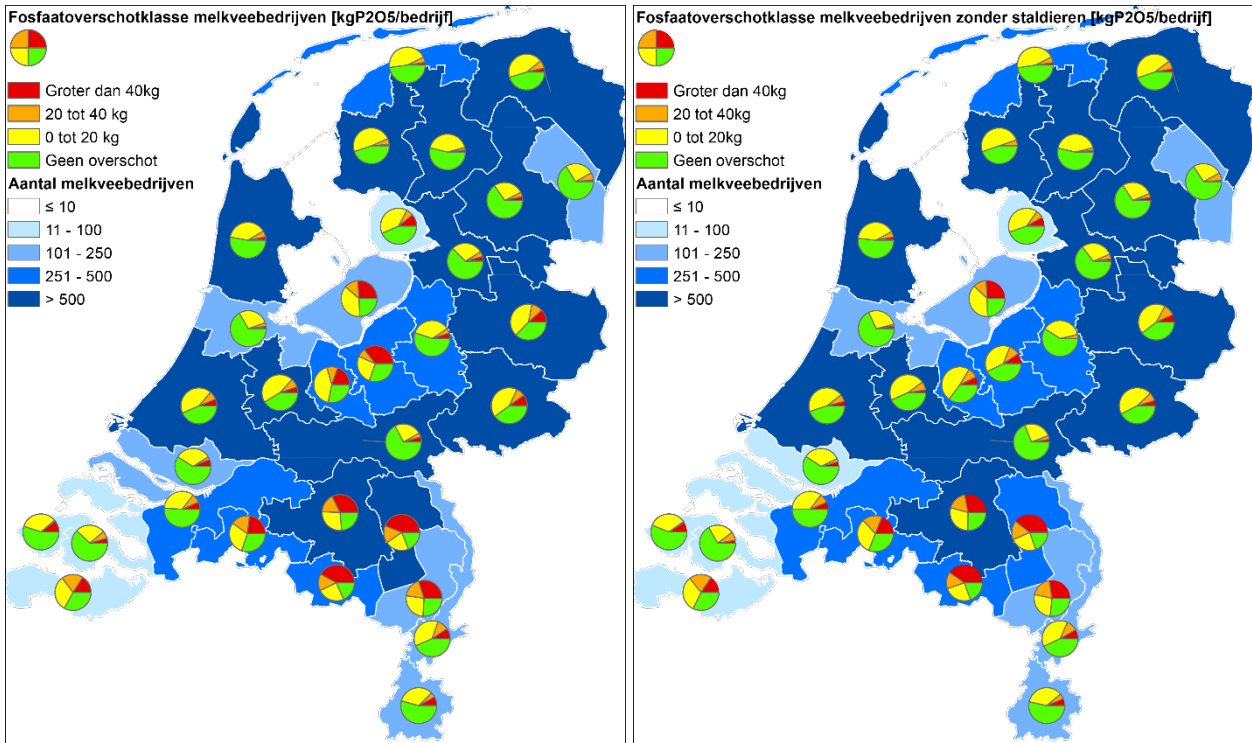 Fosfaatoverschotklasse melkveebedrijven [kgP2O5/bedrijf]
Groter dan 40kg
20 tot 40 kg
0 tot 20 kg
Geen overschot
Aantal melkveebedrijven
≤ 10
11 - 100
101 - 250
251 - 500
> 500
Fosfaatoverschotklasse melkveebedrijven zonder staldieren [kgP2O5/bedrijf]
Groter dan 40kg
20 tot 40kg
0 tot 20kg
Geen overschot
Aantal melkveebedrijven
≤ 10
11 - 100
101 - 250
251 - 500
> 500